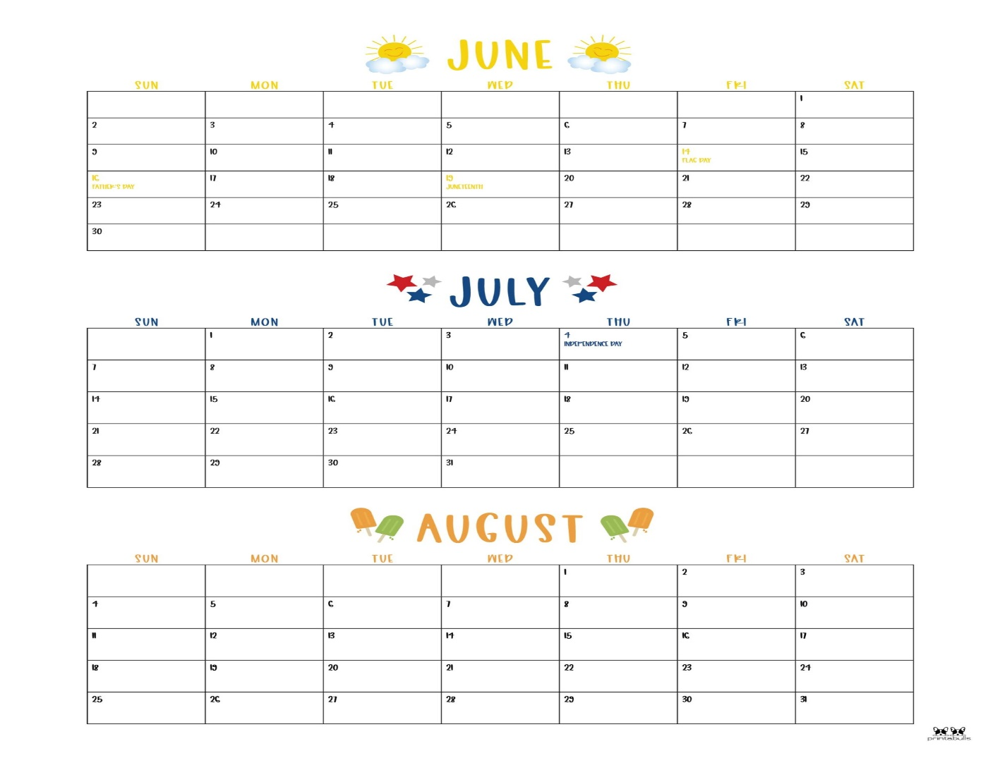 JUNE
SUN MON TUE WED THU FRI SAT
1
2 3 4 5 6 7 8
9 10 11 12 13 14 15
FLAG DAY
16 17 18 19 20 21 22
FATHER'S DAY JUNETEENTH
23 24 25 26 27 28 29
30
JULY
SUN MON TUE WED THU FRI SAT
1 2 3 4 5 6
INDEPENDENCE DAY
7 8 9 10 11 12 13
14 15 16 17 18 19 20
21 22 23 24 25 26 27
28 29 30 31
AUGUST
SUN MON TUE WED THU FRI SAT
1 2 3
4 5 6 7 8 9 10
11 12 13 14 15 16 17
18 19 20 21 22 23 24
25 26 27 28 29 30 31
printabulls